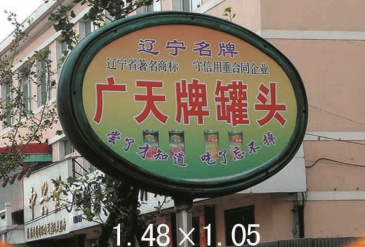 辽宁名牌
辽宁省著名商标 守信用重合同企业
广天牌罐头
尝了才知道 吃了忘不掉
1.48×1.05